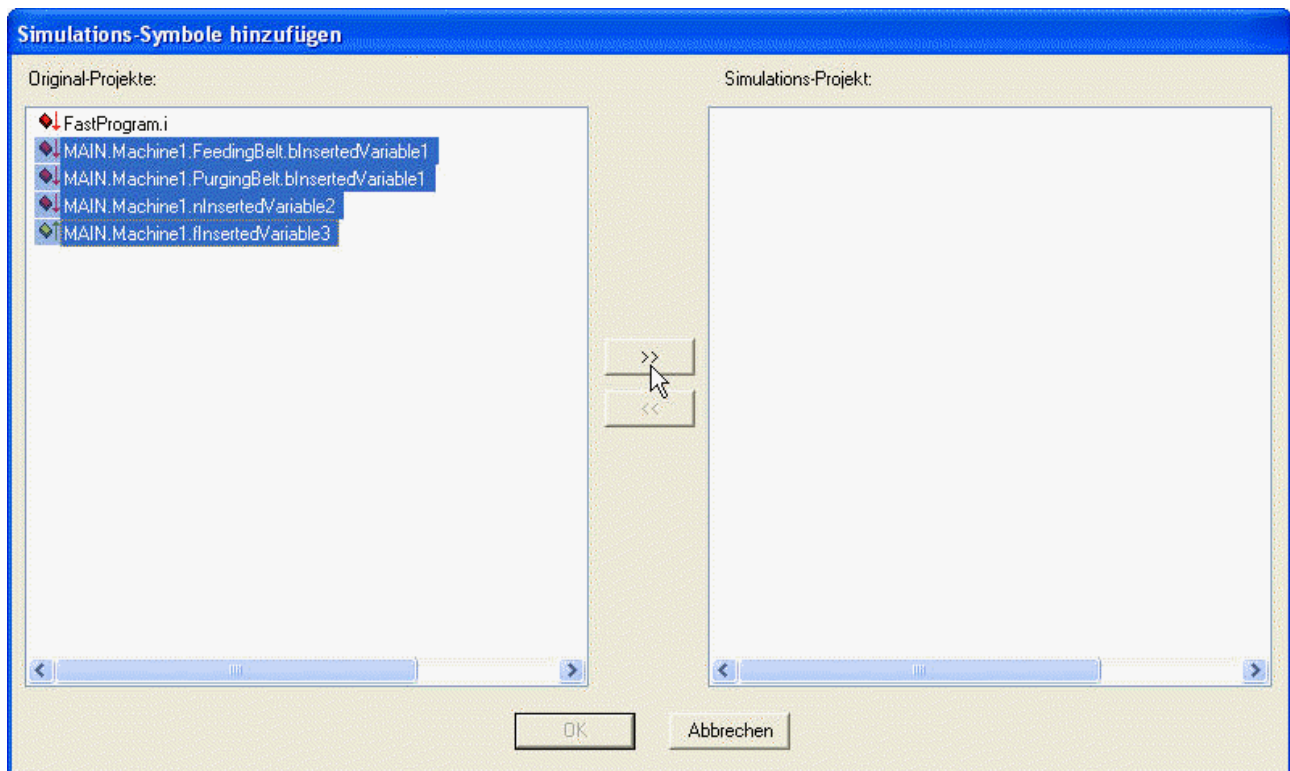 Simulations-Symbole hinzufügen
Original-Projekte:
Simulations-Projekt:
FastProgram.i
MAIN.Machine1.FeedingBelt.bInsertedVariable1
MAIN.Machine1.PurgingBelt.bInsertedVariable1
MAIN.Machine1.nInsertedVariable2
MAIN.Machine1.fInsertedVariable3
>>
<<
OK
Abbrechen